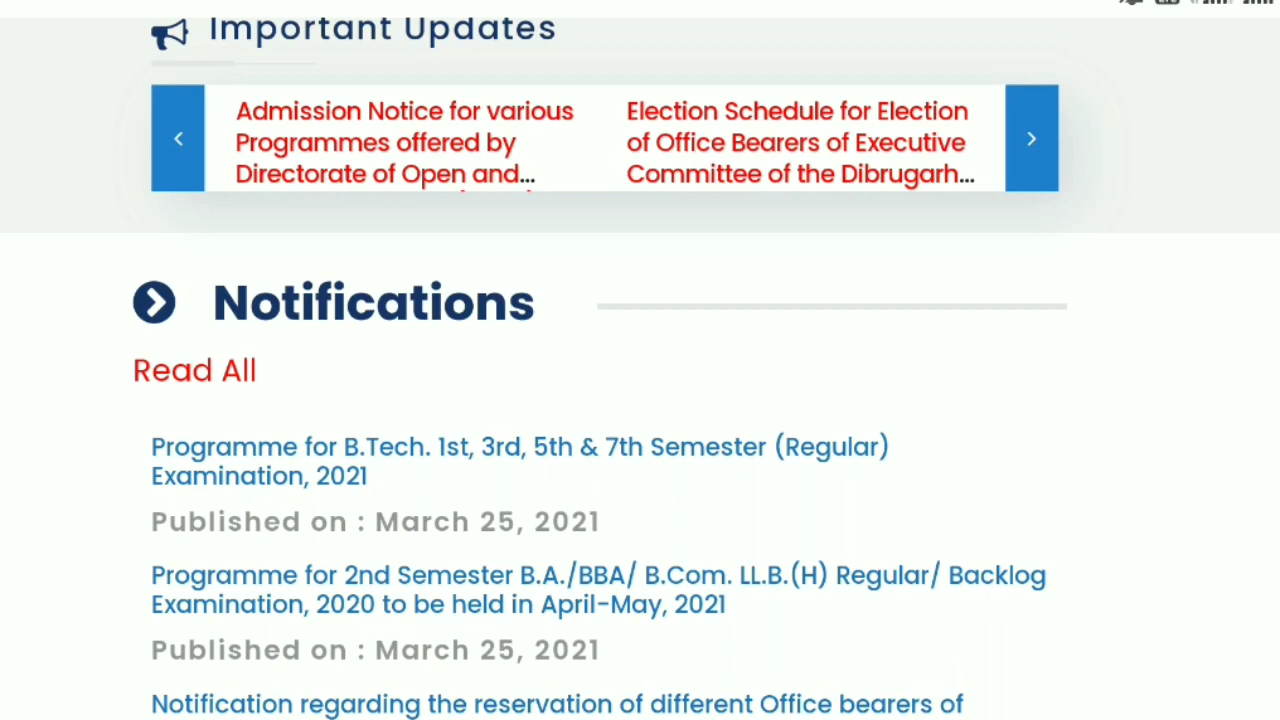 Important Updates
Admission Notice for various
Programmes offered by
Directorate of Open and...
Election Schedule for Election
of Office Bearers of Executive
Committee of the Dibrugarh...
Notifications
Read All
Programme for B.Tech. 1st, 3rd, 5th & 7th Semester (Regular)
Examination, 2021
Published on : March 25, 2021
Programme for 2nd Semester B.A./BBA/ B.Com. LL.B.(H) Regular/ Backlog
Examination, 2020 to be held in April-May, 2021
Published on : March 25, 2021
Notification regarding the reservation of different Office bearers of